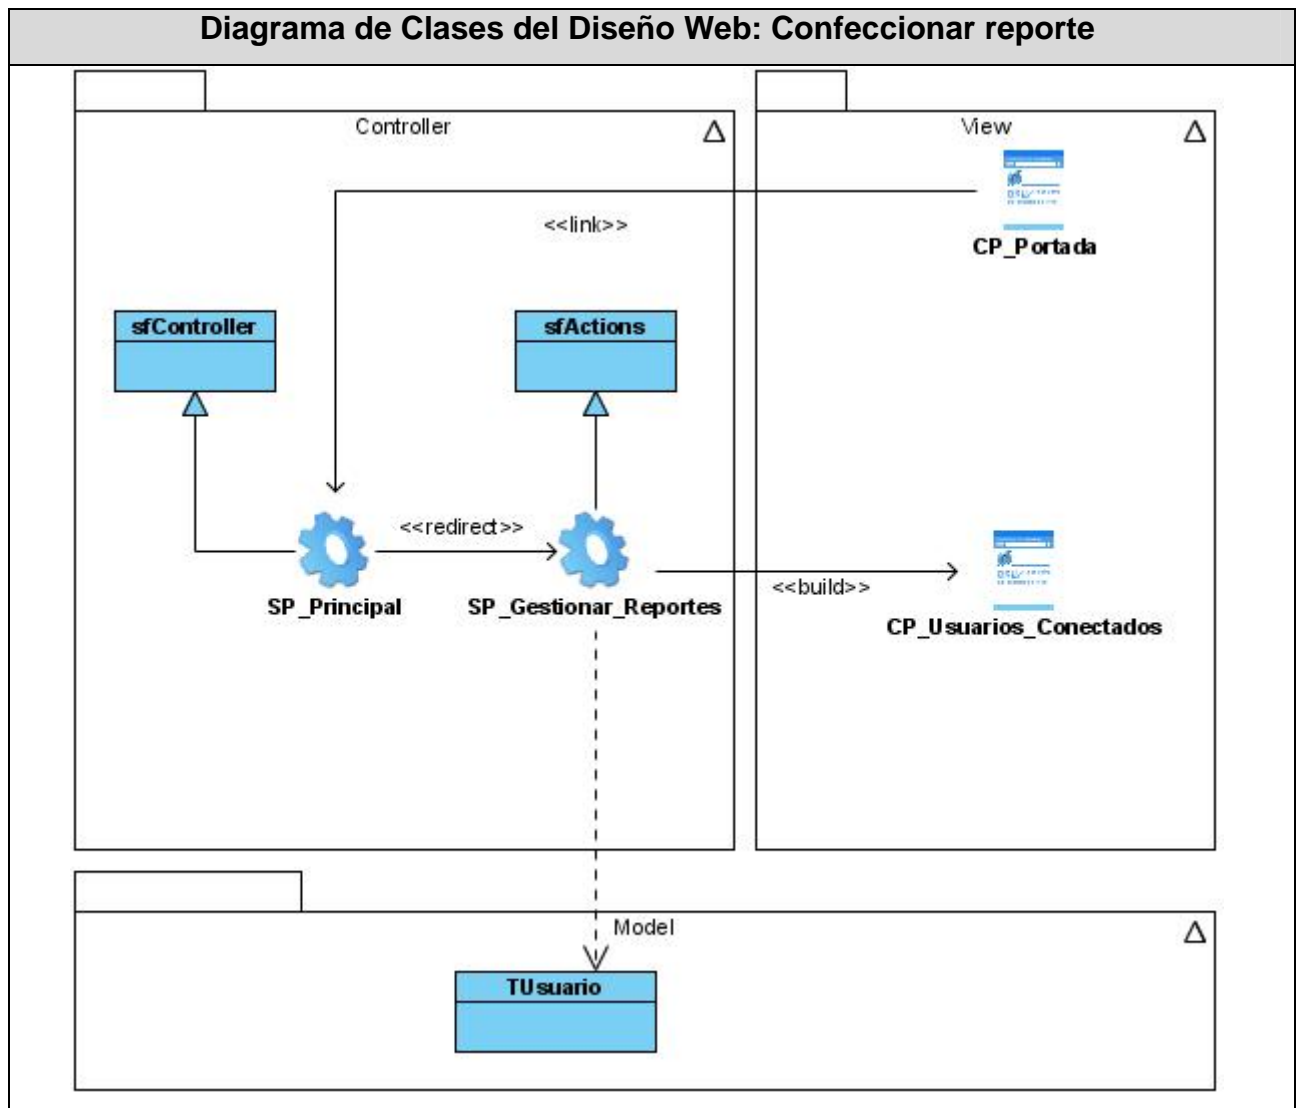 Diagrama de Clases del Diseño Web: Confeccionar reporte
Controller
View
<<link>>
CP_Portada
sfController
sfActions
<<redirect>>
SP_Principal
SP_Gestionar_Reportes
<<build>>
CP_Usuarios_Conectados
Model
TUsuario